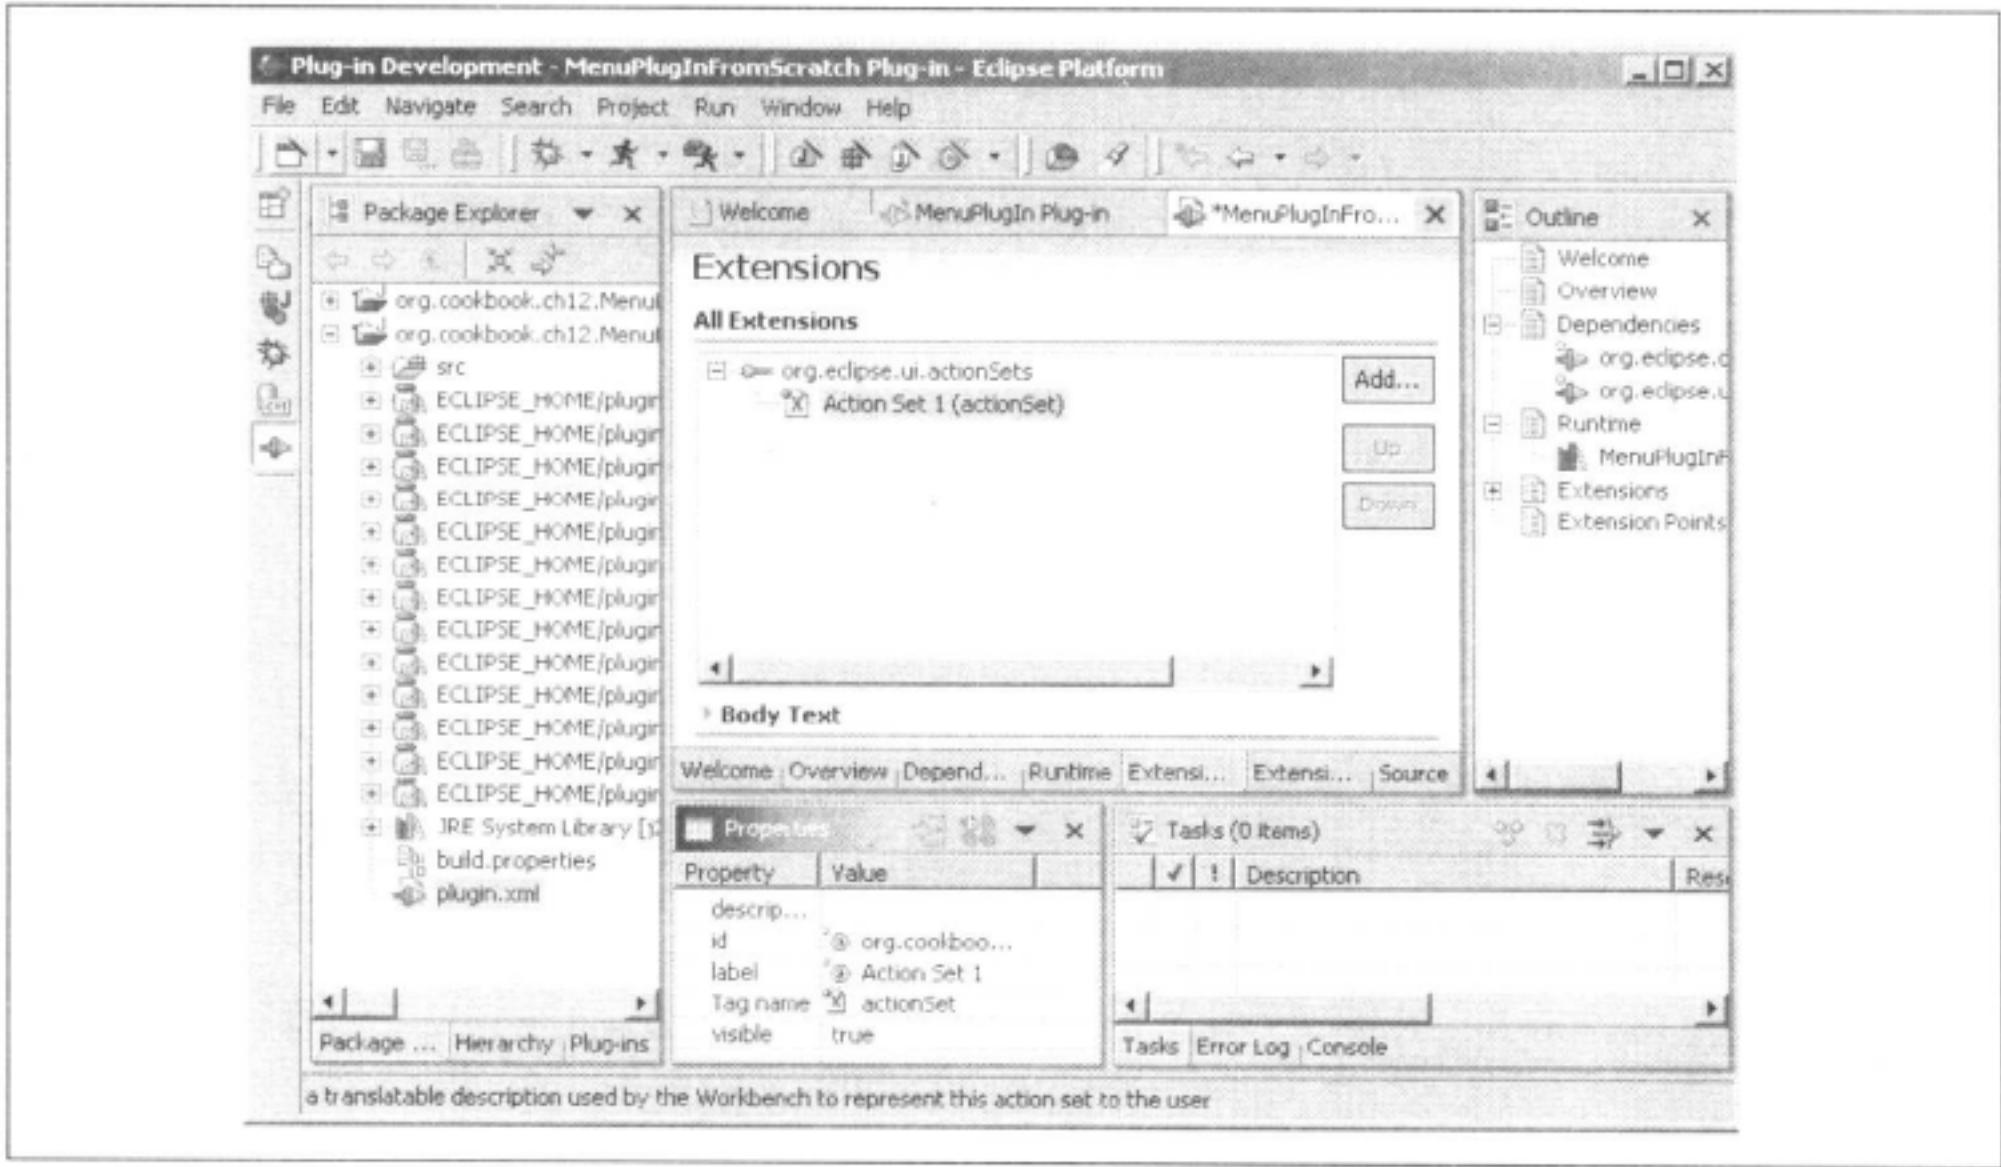 Plug-in Development - MenuPlugInFromScratch Plug-in - Eclipse Platform
File Edit Navigate Search Project Run Window Help
Package Explorer
org.cookbook.ch12.Menu
org.cookbook.ch12.Menu
src
ECLIPSE_HOME/plugin
ECLIPSE_HOME/plugin
ECLIPSE_HOME/plugin
ECLIPSE_HOME/plugin
ECLIPSE_HOME/plugin
ECLIPSE_HOME/plugin
ECLIPSE_HOME/plugin
ECLIPSE_HOME/plugin
ECLIPSE_HOME/plugin
ECLIPSE_HOME/plugin
ECLIPSE_HOME/plugin
ECLIPSE_HOME/plugin
ECLIPSE_HOME/plugin
JRE System Library
build.properties
plugin.xml
Package ... Hierarchy Plug-ins
Welcome MenuPlugIn Plug-in *MenuPlugInFro...
Extensions
All Extensions
org.eclipse.ui.actionSets
Action Set 1 (actionSet)
Add...
Up
Down
Body Text
Welcome Overview Depend... Runtime Extensi... Extensi... Source
Outline
Welcome
Overview
Dependencies
org.eclipse.c
org.eclipse.u
Runtime
MenuPlugInF
Extensions
Extension Points
Properties
Property Value
descrip...
id org.cookboo...
label Action Set 1
Tag name actionSet
visible true
Tasks (0 items)
! Description Res
Tasks Error Log Console
a translatable description used by the Workbench to represent this action set to the user